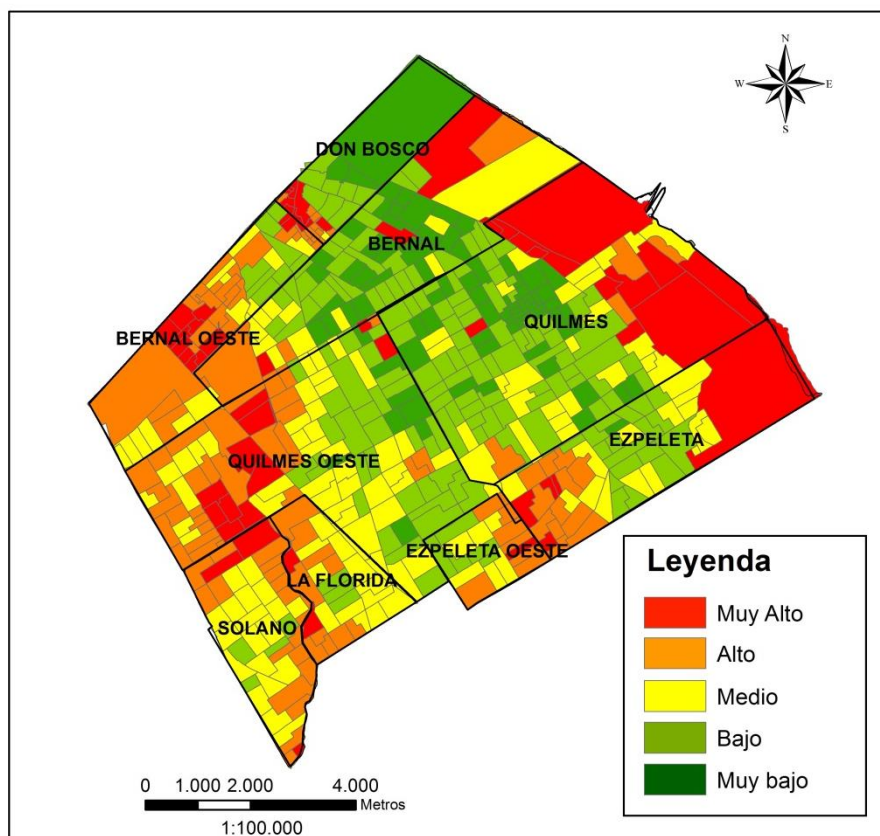 N
W E
S
DON BOSCO
BERNAL
QUILMES
BERNAL OESTE
EZPELETA
QUILMES OESTE
EZPELETA OESTE
LA FLORIDA
SOLANO
Leyenda
Muy Alto
Alto
Medio
Bajo
Muy bajo
0 1.000 2.000 4.000
Metros
1:100.000